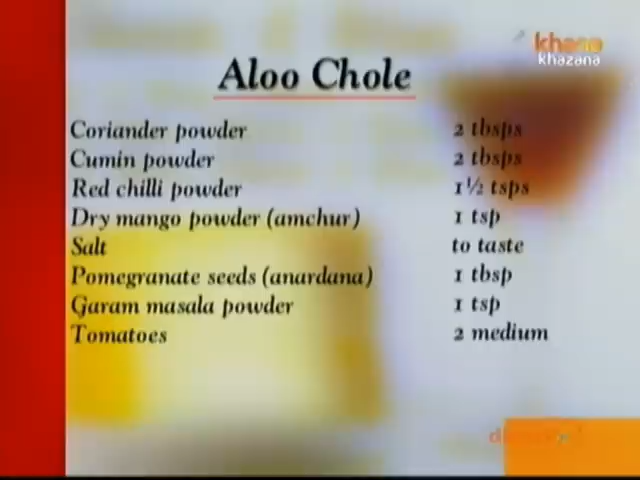 khana
khazana
Aloo Chole
Coriander powder 2 tbsps
Cumin powder 2 tbsps
Red chilli powder 1½ tsps
Dry mango powder (amchur) 1 tsp
Salt to taste
Pomegranate seeds (anardana) 1 tbsp
Garam masala powder 1 tsp
Tomatoes 2 medium